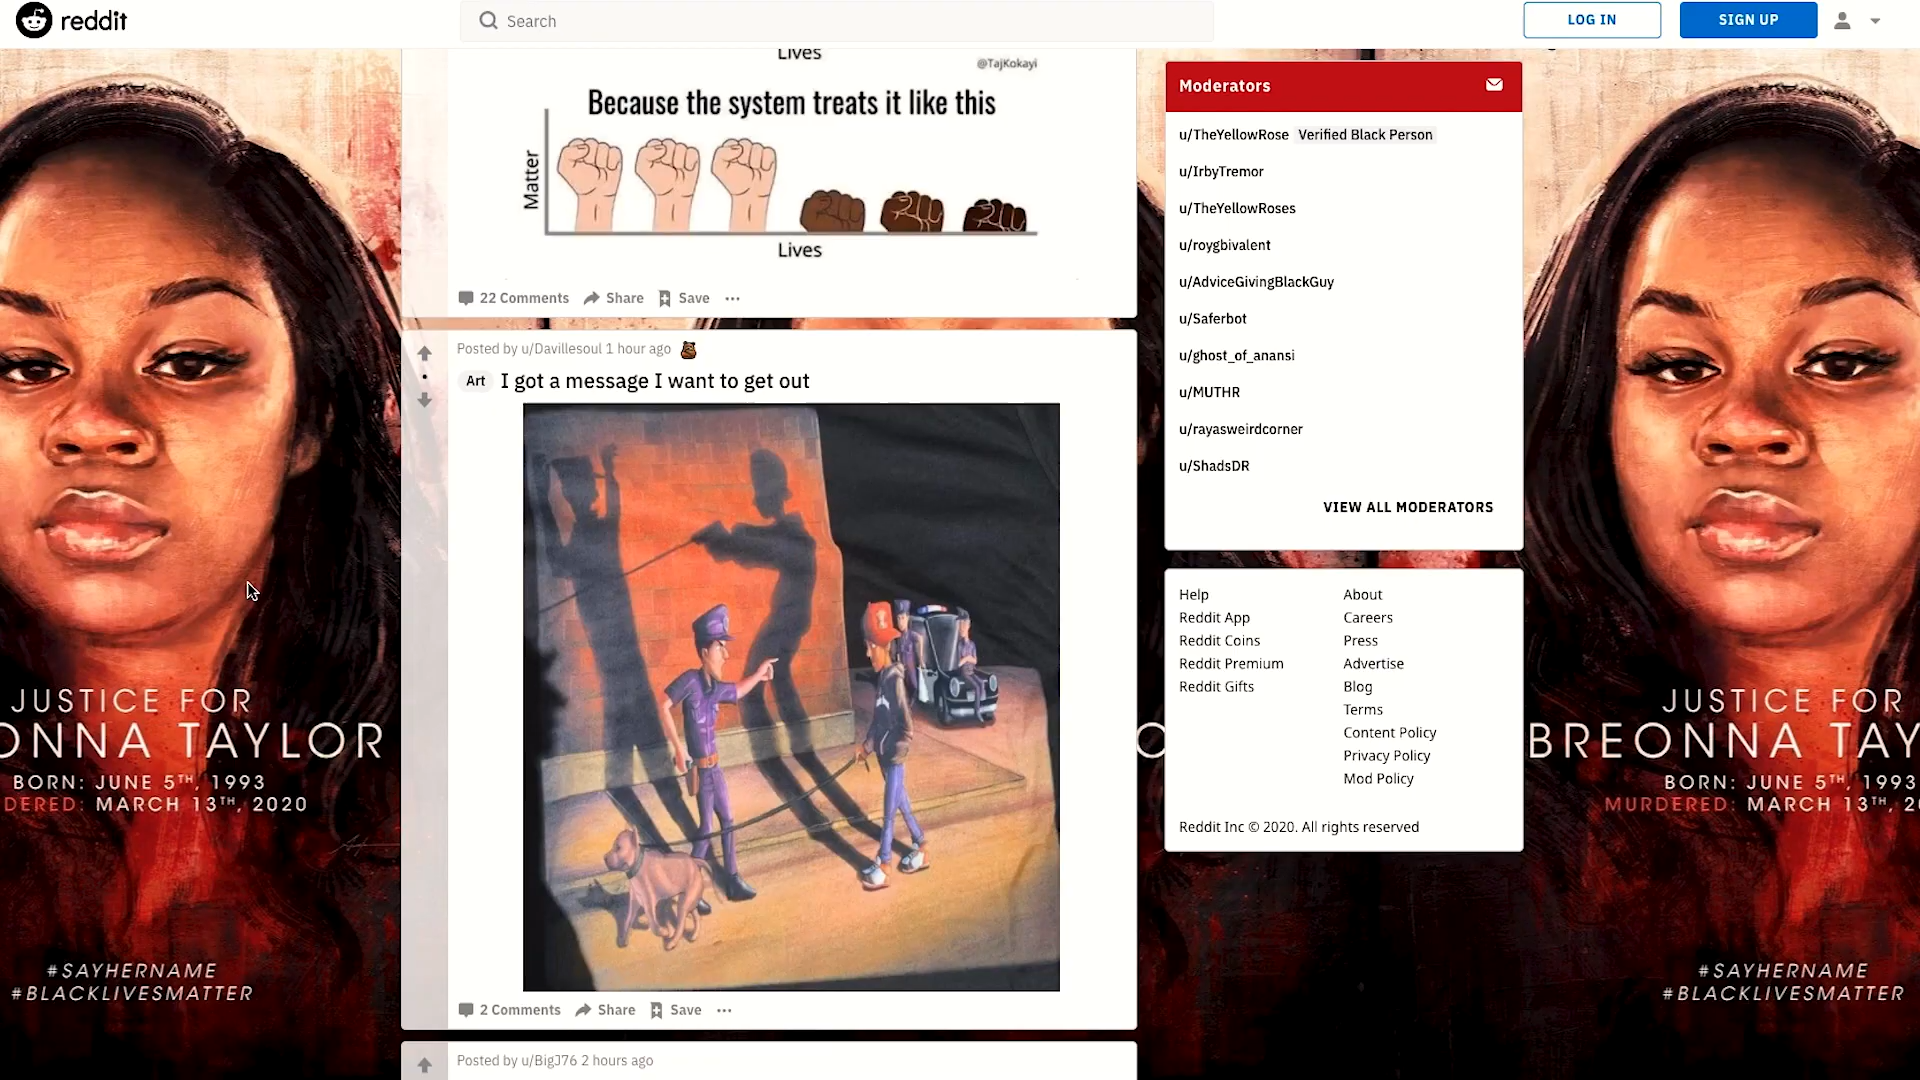 reddit
Search
LOG IN
SIGN UP
Lives
@TajKokayi
Because the system treats it like this
Matter
Lives
22 Comments
Share
Save
Posted by u/Davillesoul 1 hour ago
Art
I got a message I want to get out
2 Comments
Share
Save
Posted by u/BigJ76 2 hours ago
Moderators
u/TheYellowRose Verified Black Person
u/IrbyTremor
u/TheYellowRoses
u/roygbivalent
u/AdviceGivingBlackGuy
u/Saferbot
u/ghost_of_anansi
u/MUTHR
u/rayasweirdcorner
u/ShadsDR
VIEW ALL MODERATORS
Help
Reddit App
Reddit Coins
Reddit Premium
Reddit Gifts
About
Careers
Press
Advertise
Blog
Terms
Content Policy
Privacy Policy
Mod Policy
Reddit Inc © 2020. All rights reserved
JUSTICE FOR
ONNA TAYLOR
BORN: JUNE 5TH, 1993
DERED: MARCH 13TH, 2020
#SAYHERNAME
#BLACKLIVESMATTER
JUSTICE FOR
BREONNA TAY
BORN: JUNE 5TH, 1993
MURDERED: MARCH 13TH, 2
#SAYHERNAME
#BLACKLIVESMATTER